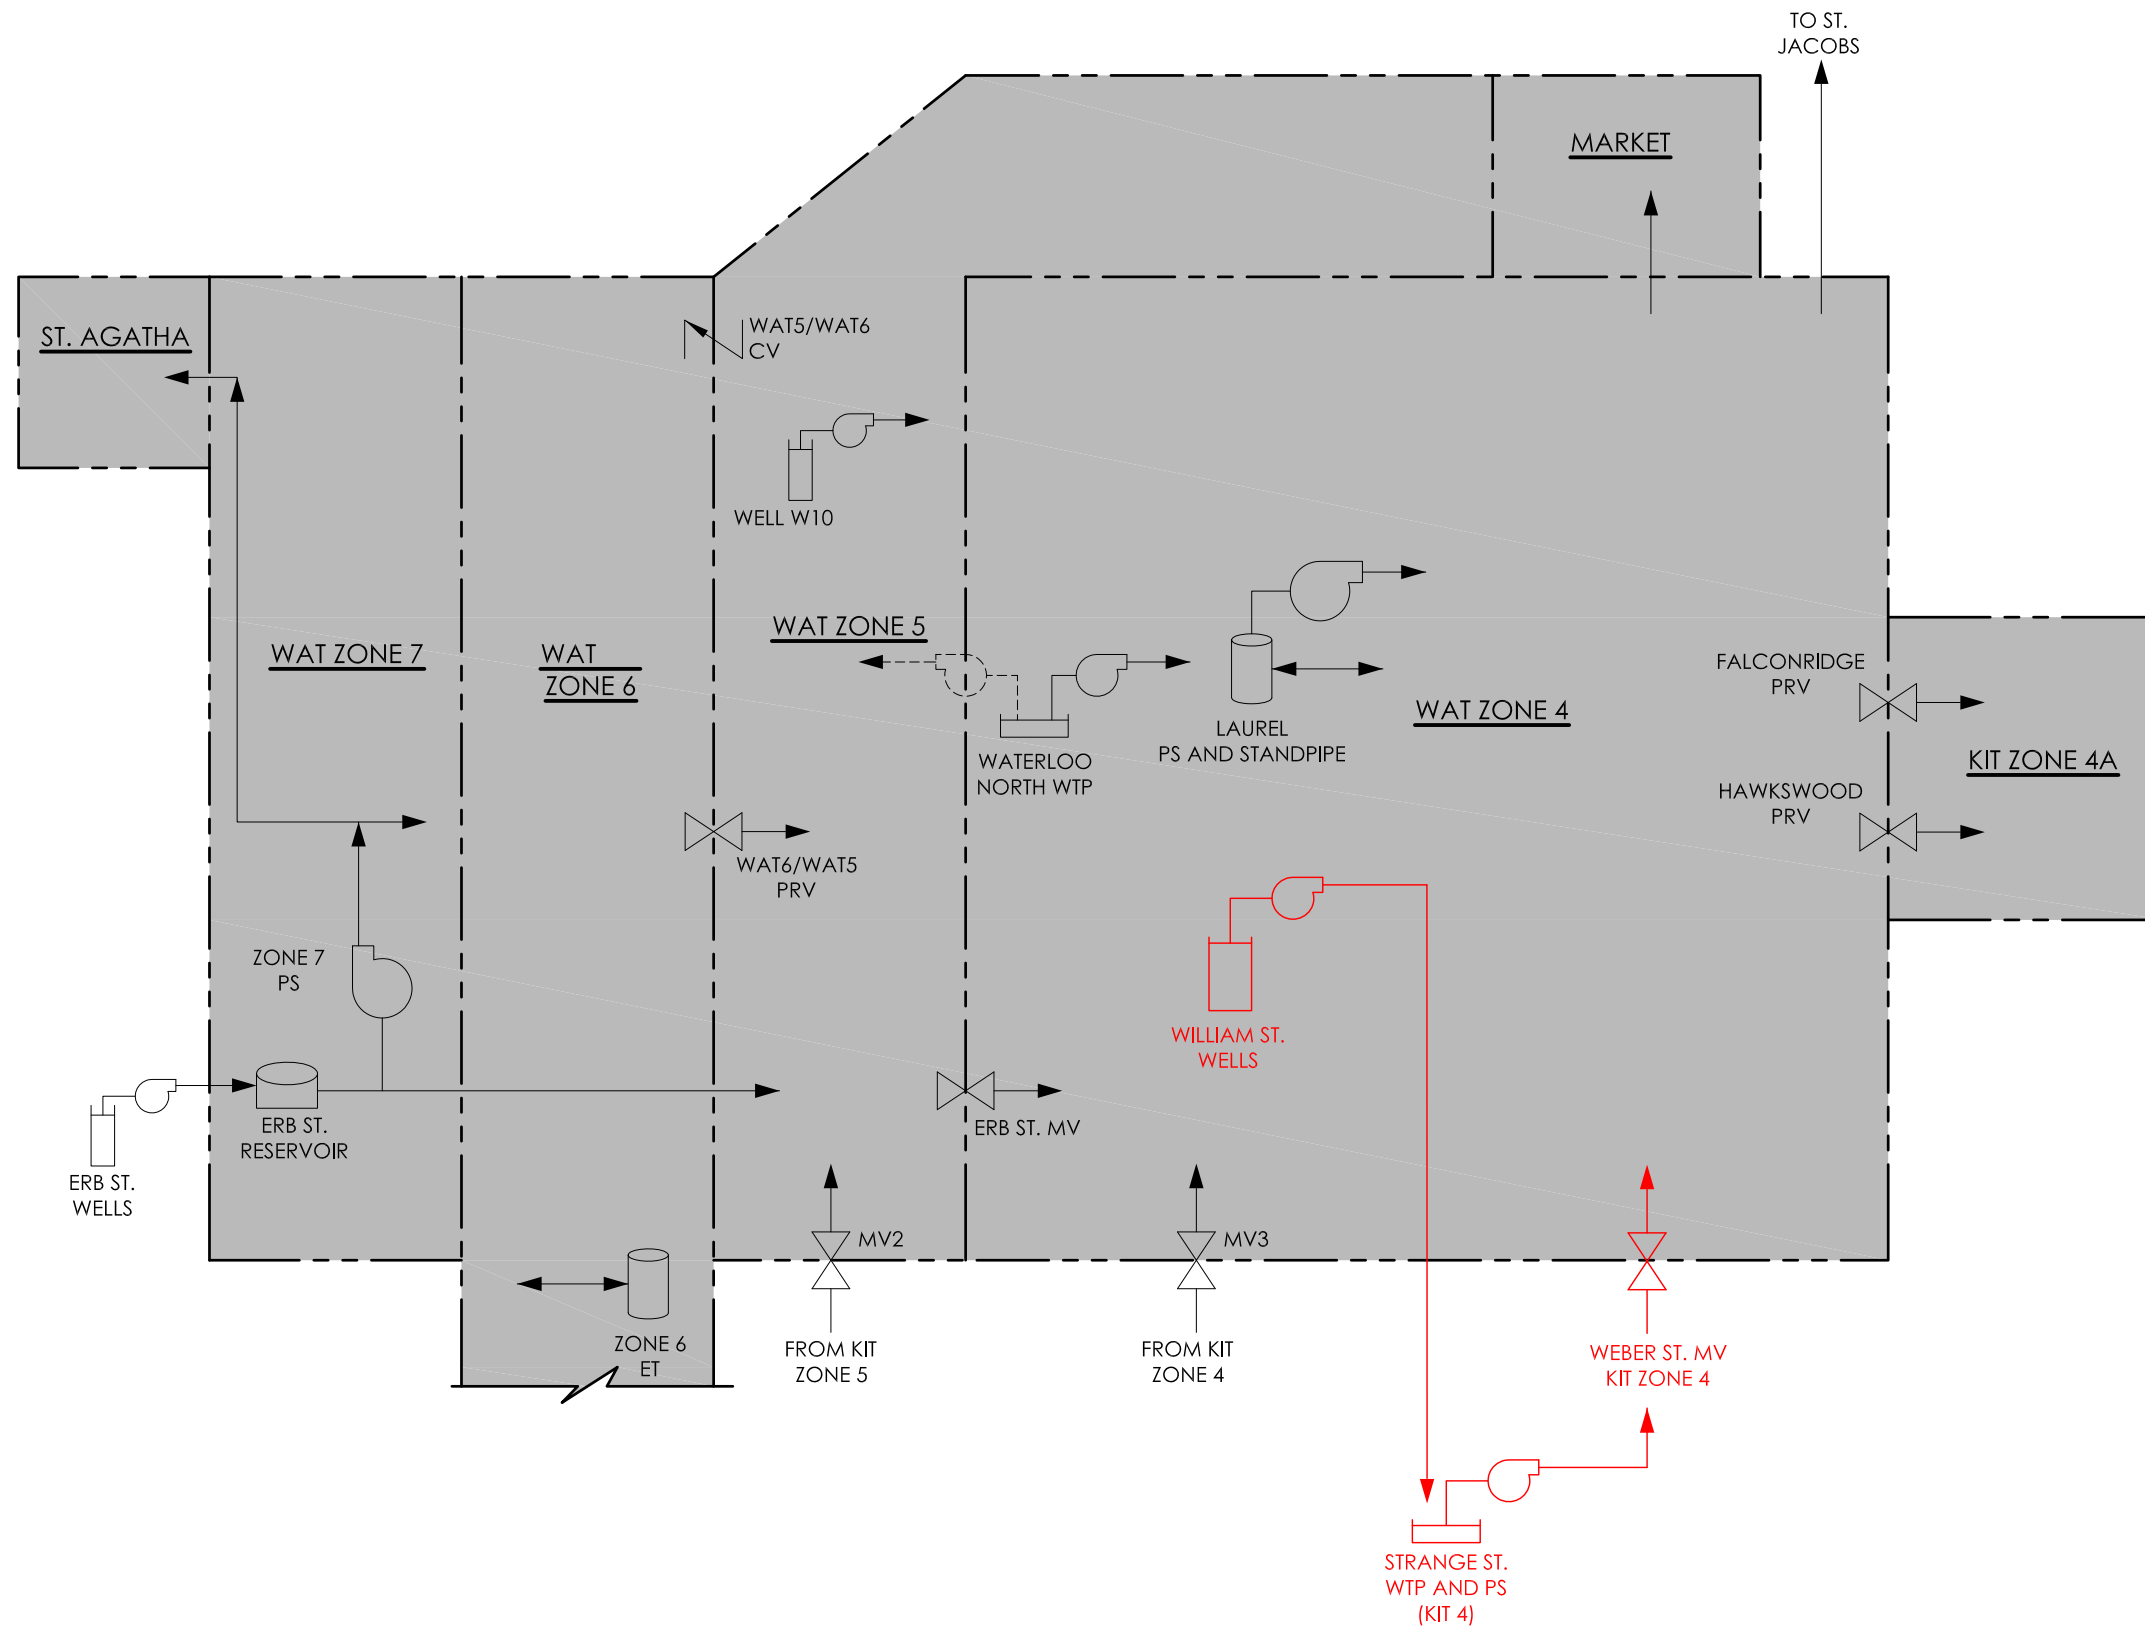 TO ST.
JACOBS
MARKET
ST. AGATHA
WAT5/WAT6
CV
WELL W10
WAT ZONE 7
WAT
ZONE 6
WAT ZONE 5
WATERLOO
NORTH WTP
LAUREL
PS AND STANDPIPE
WAT ZONE 4
FALCONRIDGE
PRV
KIT ZONE 4A
HAWKSWOOD
PRV
WAT6/WAT5
PRV
ZONE 7
PS
WILLIAM ST.
WELLS
ERB ST.
RESERVOIR
ERB ST. MV
ERB ST.
WELLS
MV2
MV3
ZONE 6
ET
FROM KIT
ZONE 5
FROM KIT
ZONE 4
WEBER ST. MV
KIT ZONE 4
STRANGE ST.
WTP AND PS
(KIT 4)